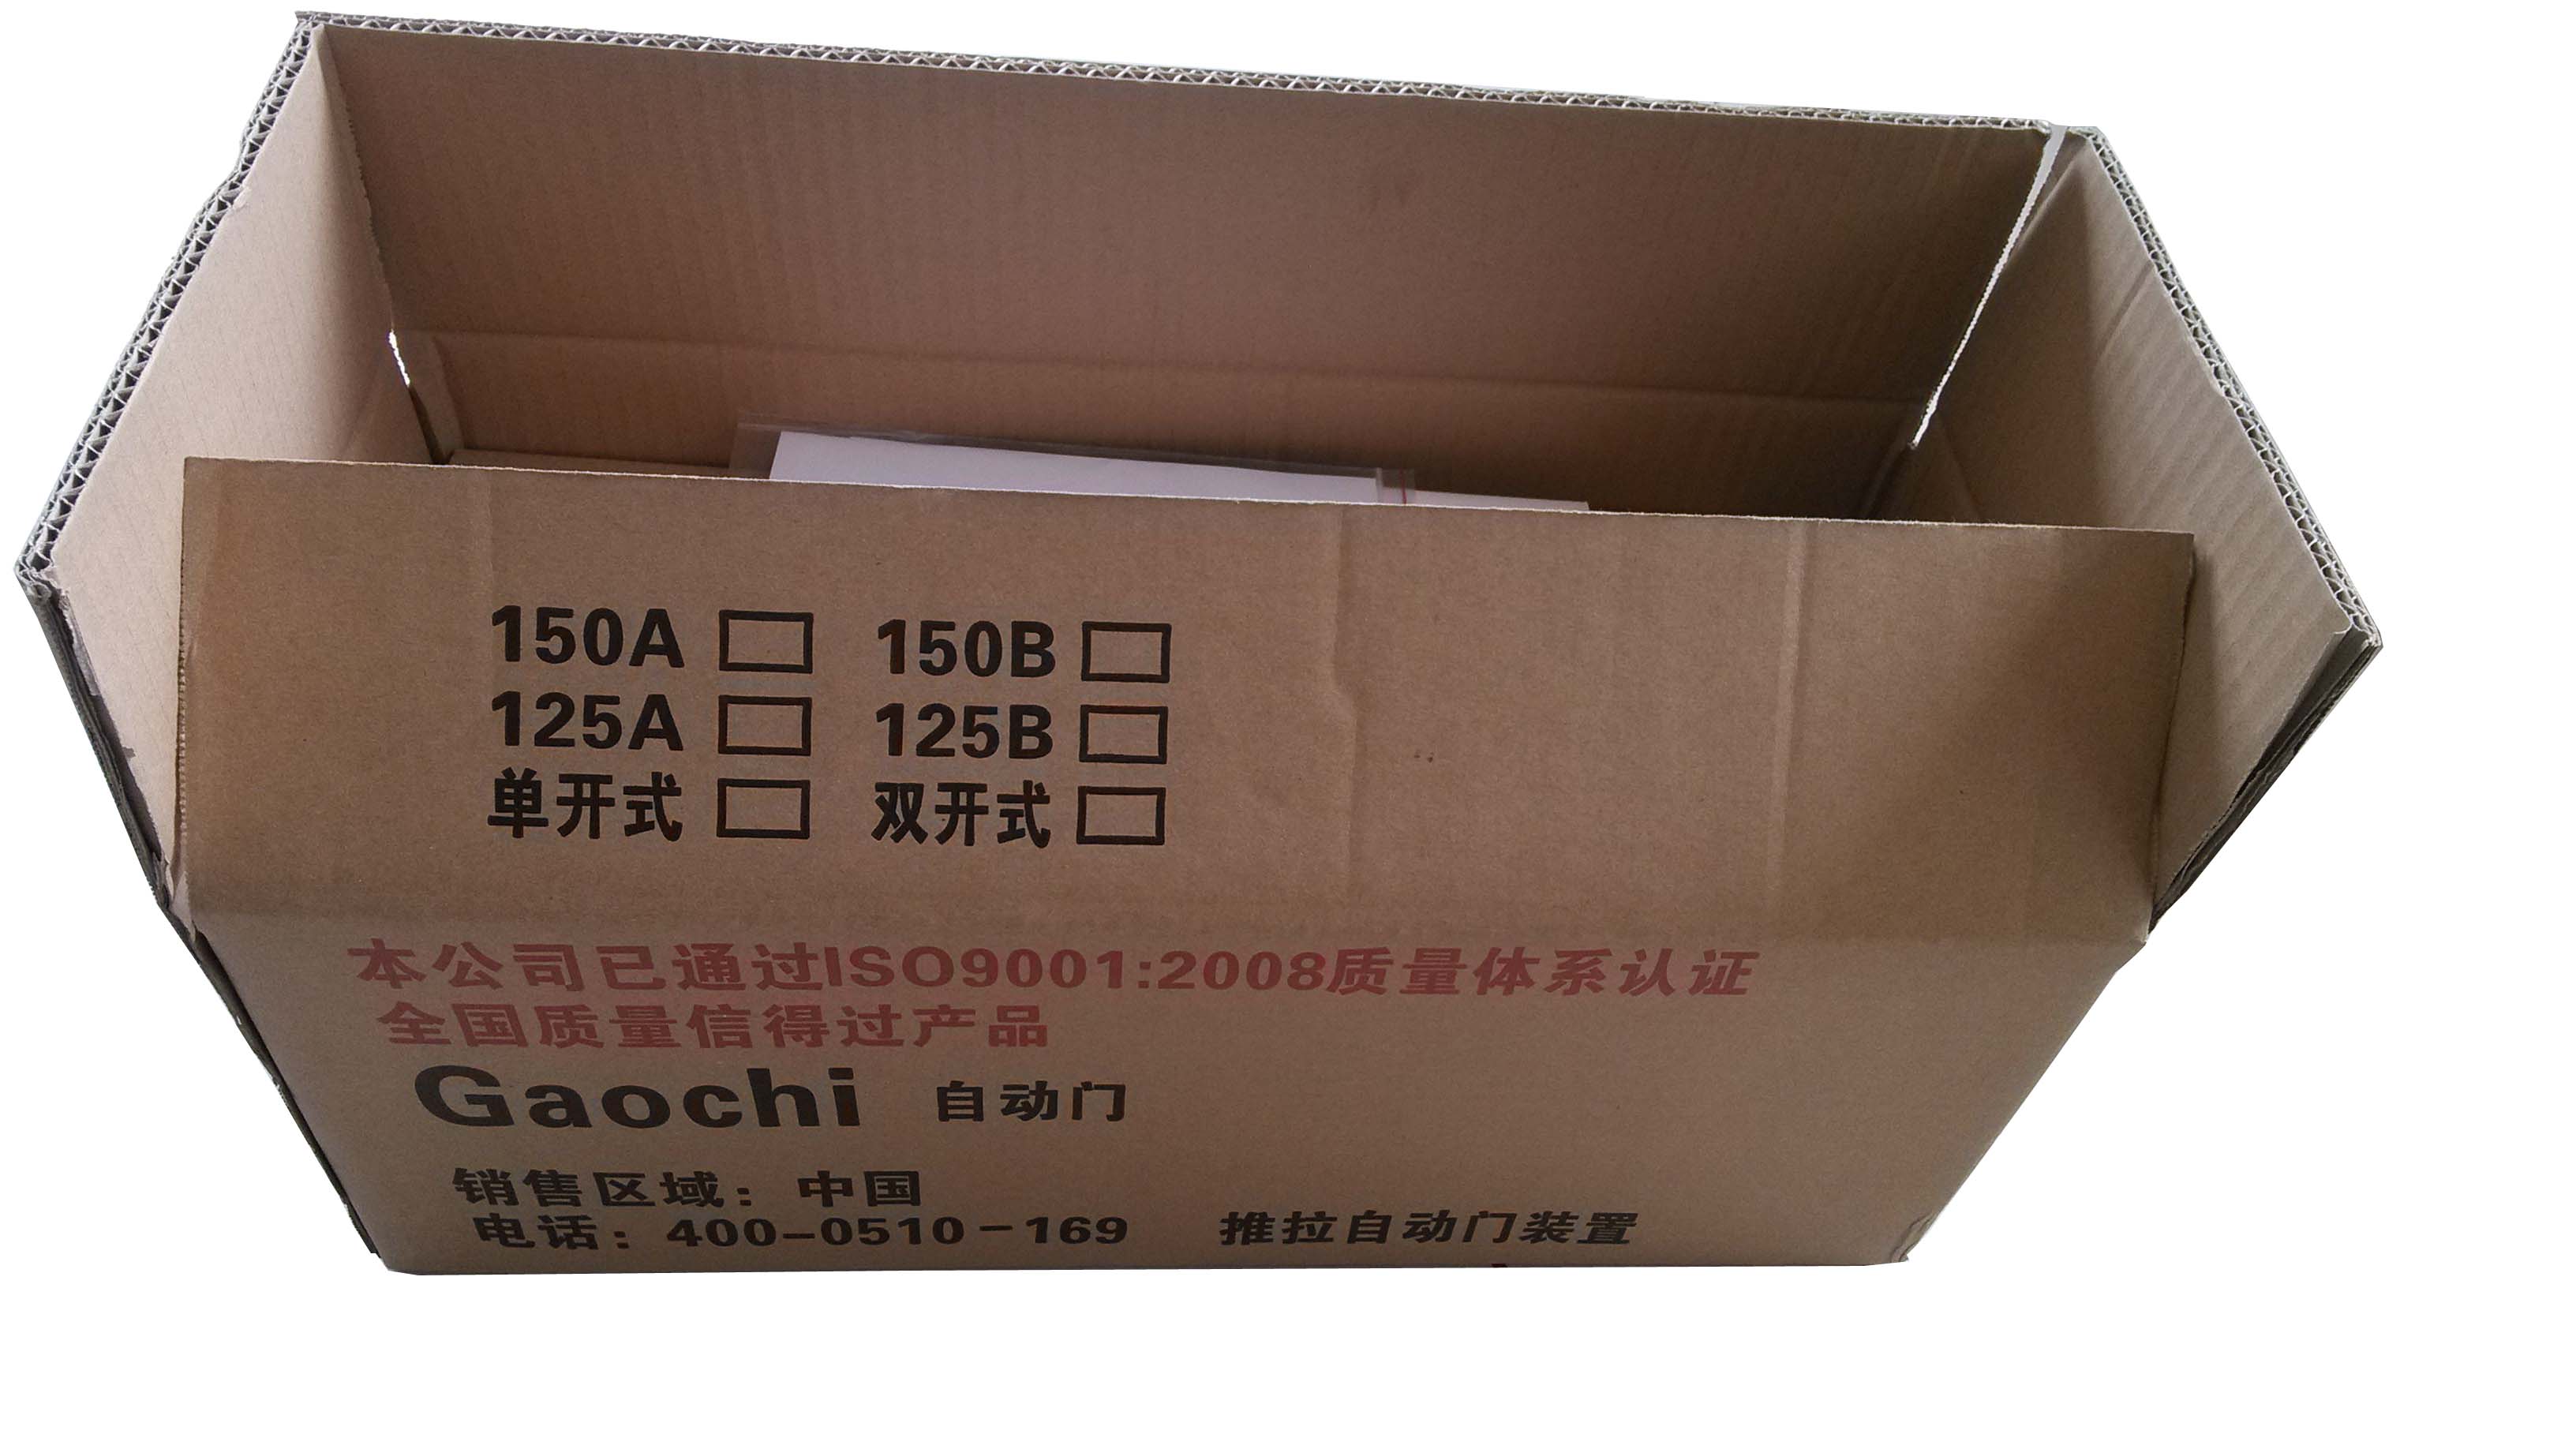 150A □ 150B □
125A □ 125B □
单开式 □ 双开式 □
本公司已通过ISO9001:2008质量体系认证
全国质量信得过产品
Gaochi 自动门
销售区域：中国
电话：400-0510-169 推拉自动门装置